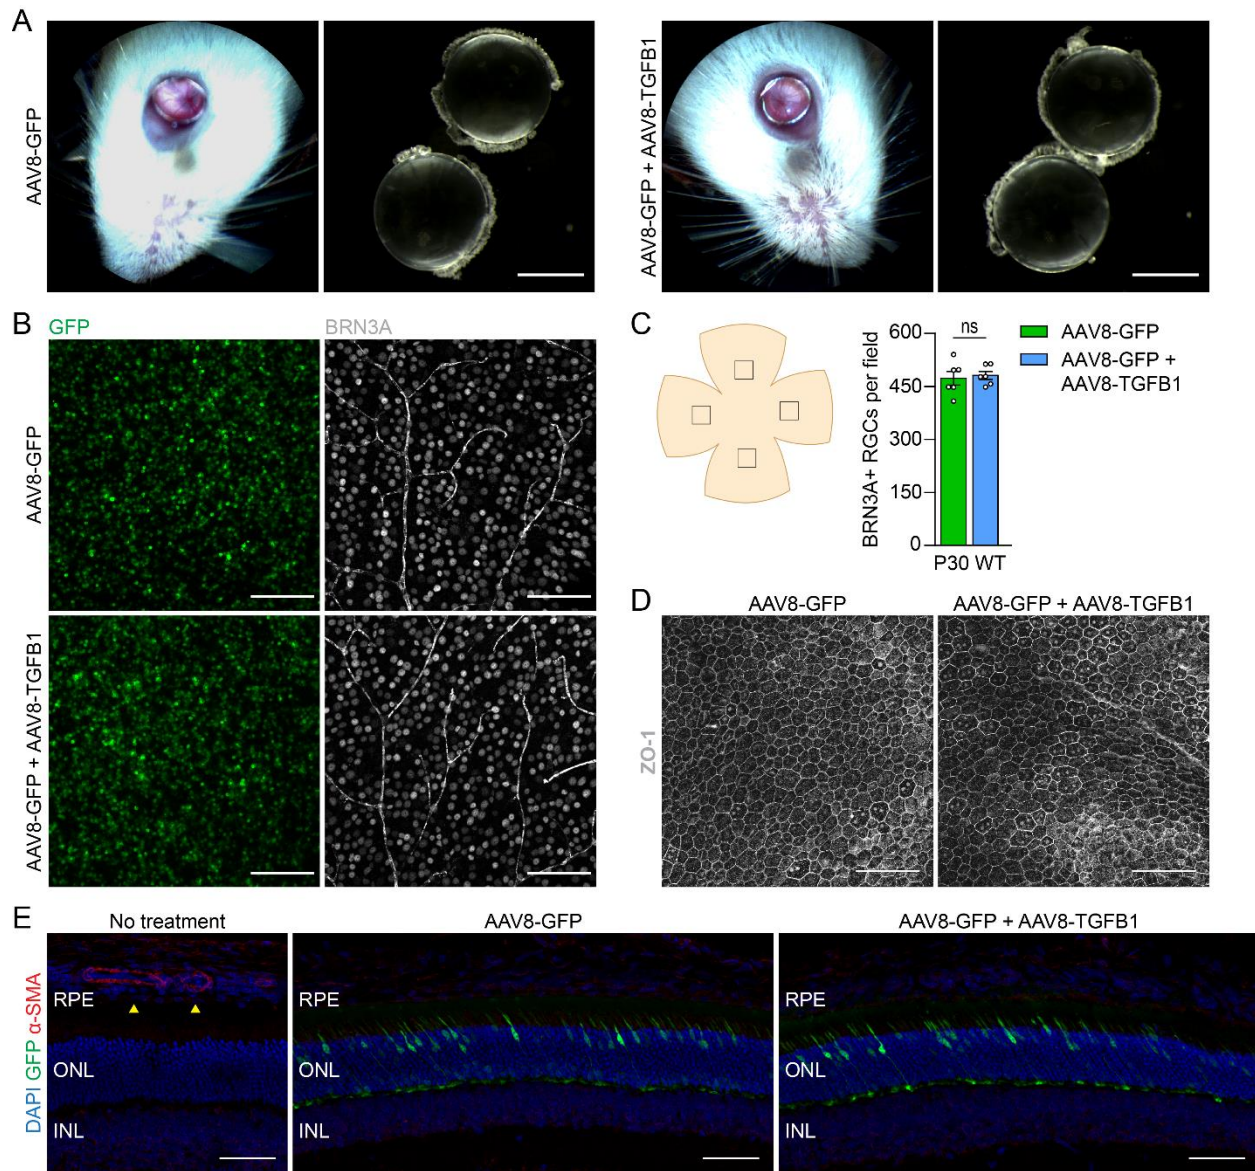 A
AAV8-GFP
AAV8-GFP + AAV8-TGFB1
B
GFP
BRN3A
AAV8-GFP
AAV8-GFP + AAV8-TGFB1
C
BRN3A+ RGCs per field
600
450
300
150
0
ns
P30 WT
AAV8-GFP
AAV8-GFP +
AAV8-TGFB1
D
AAV8-GFP
AAV8-GFP + AAV8-TGFB1
ZO-1
E
No treatment
AAV8-GFP
AAV8-GFP + AAV8-TGFB1
DAPI GFP α-SMA
RPE
ONL
INL
RPE
ONL
INL
RPE
ONL
INL